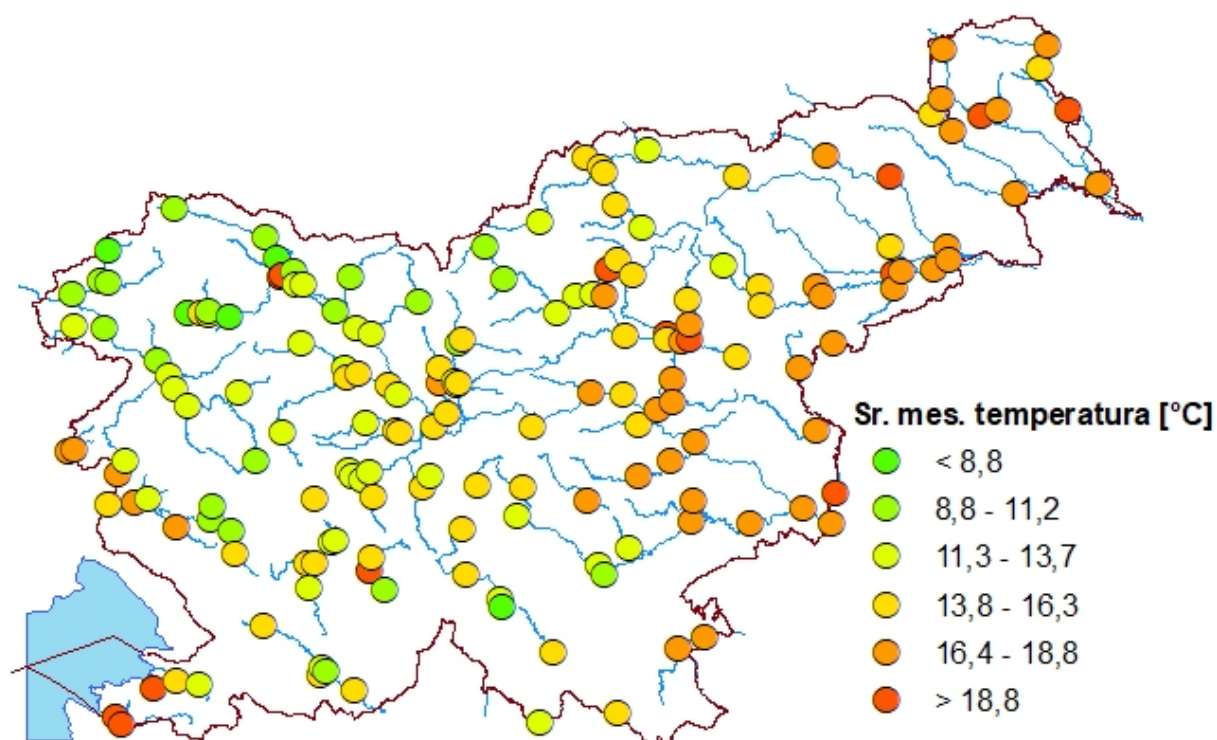 Sr. mes. temperatura [°C]
< 8,8
8,8 - 11,2
11,3 - 13,7
13,8 - 16,3
16,4 - 18,8
> 18,8